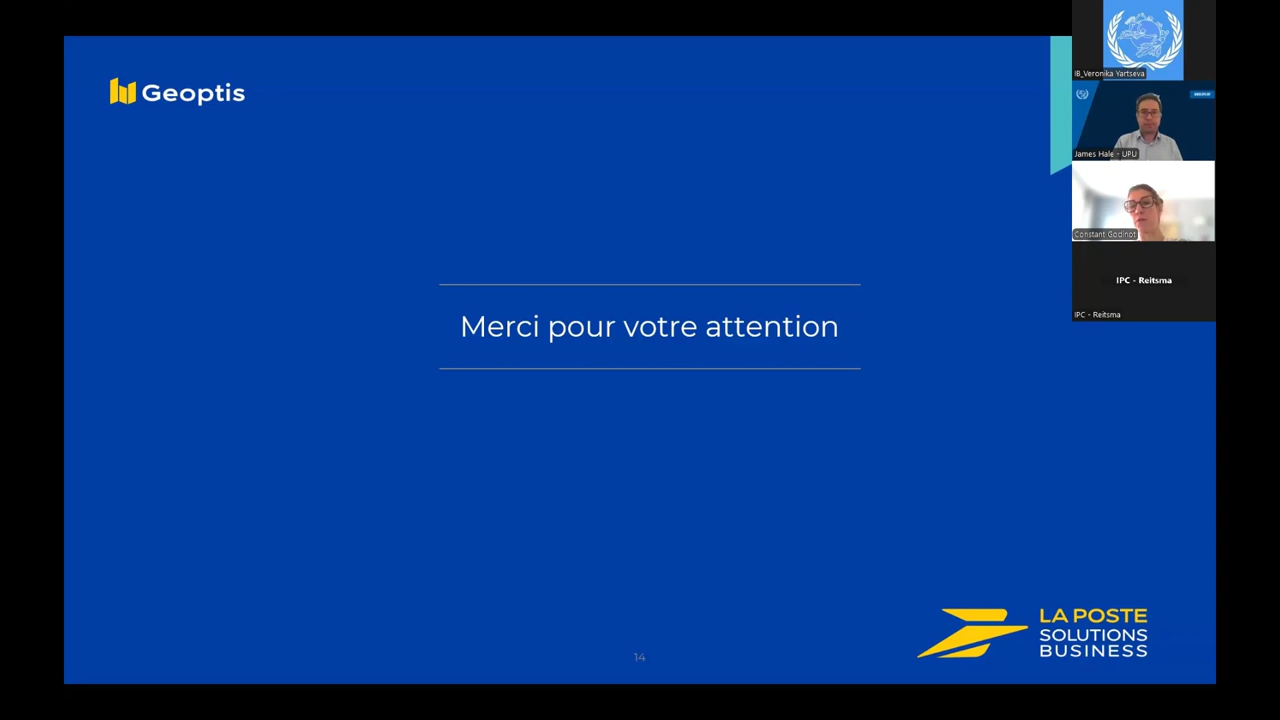 Geoptis
Merci pour votre attention
LA POSTE
SOLUTIONS
BUSINESS
14
IB_Veronika Yartseva
James Hale - UPU
Constant Godinot
IPC - Reitsma
IPC - Reitsma